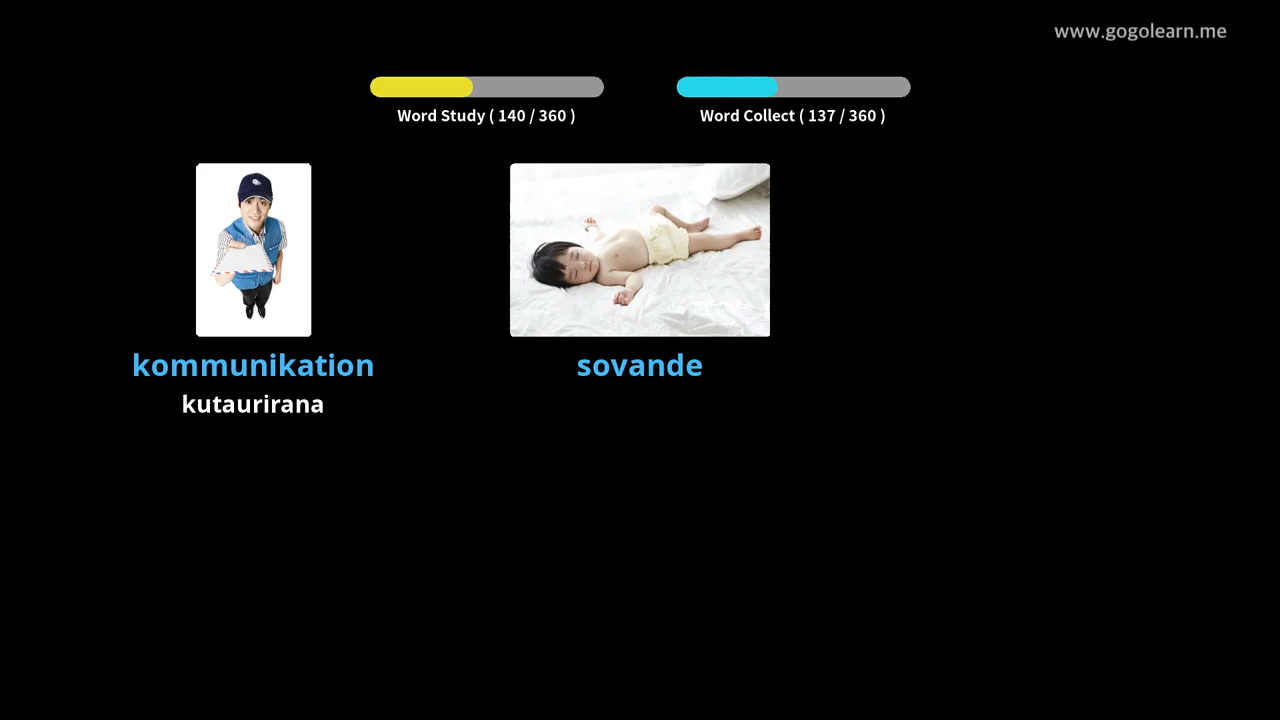 www.gogolearn.me
Word Study ( 140 / 360 )
Word Collect ( 137 / 360 )
kommunikation
kutaurirana
sovande